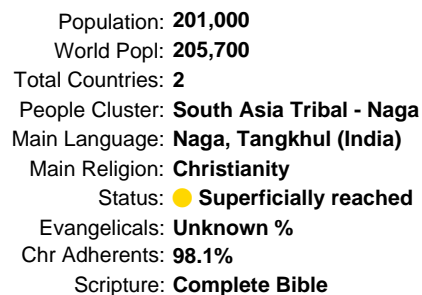 Population: 201,000
World Popl: 205,700
Total Countries: 2
People Cluster: South Asia Tribal - Naga
Main Language: Naga, Tangkhul (India)
Main Religion: Christianity
Status: Superficially reached
Evangelicals: Unknown %
Chr Adherents: 98.1%
Scripture: Complete Bible